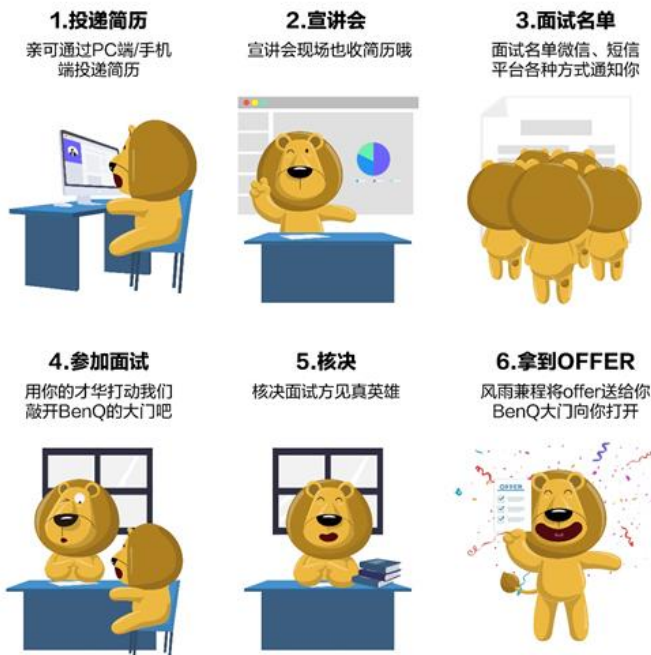 1.投递简历
亲可通过PC端/手机
端投递简历
2.宣讲会
宣讲会现场也收简历哦
3.面试名单
面试名单微信、短信
平台各种方式通知你
4.参加面试
用你的才华打动我们
敲开BenQ的大门吧
5.核决
核决面试方见真英雄
6.拿到OFFER
风雨兼程将offer送给你
BenQ大门向你打开
OFFER